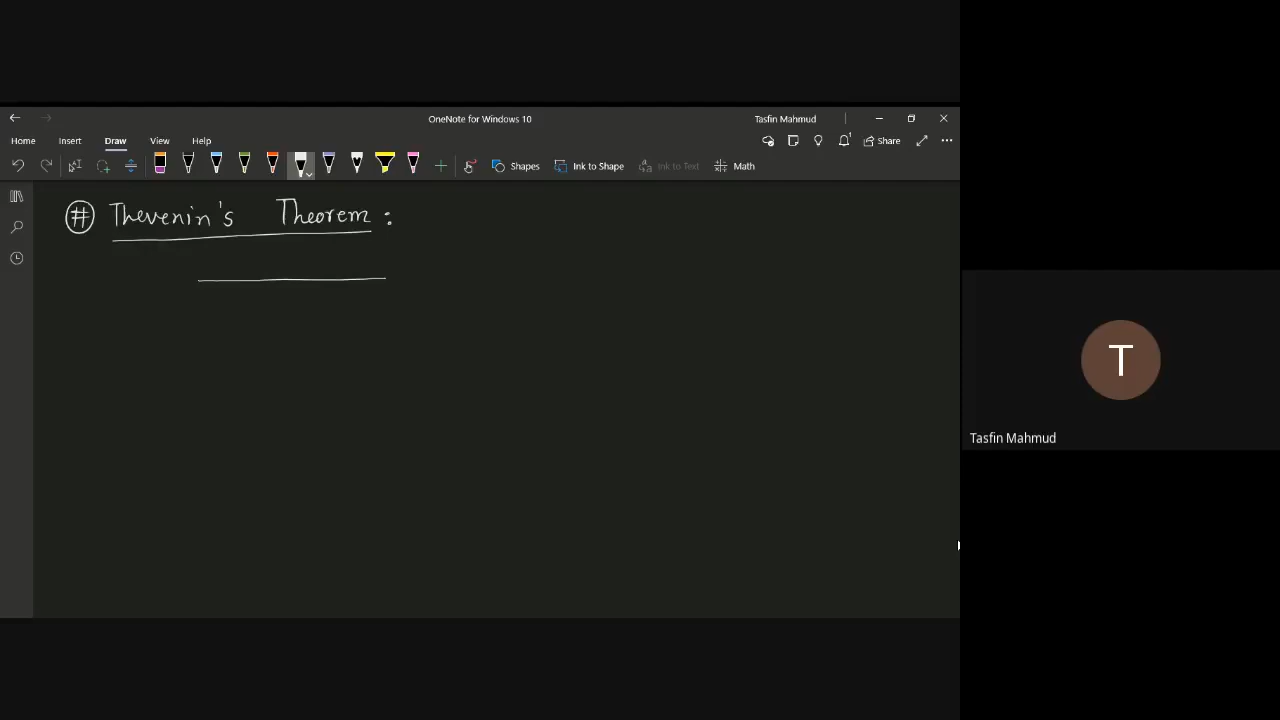 OneNote for Windows 10
Tasfin Mahmud
Home Insert Draw View Help
Share
Shapes Ink to Shape Ink to Text Math
# Thevenin's Theorem :
T
Tasfin Mahmud